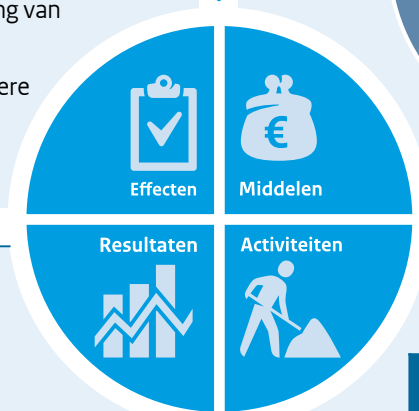 ng van
ere
Effecten
Middelen
Resultaten
Activiteiten
€